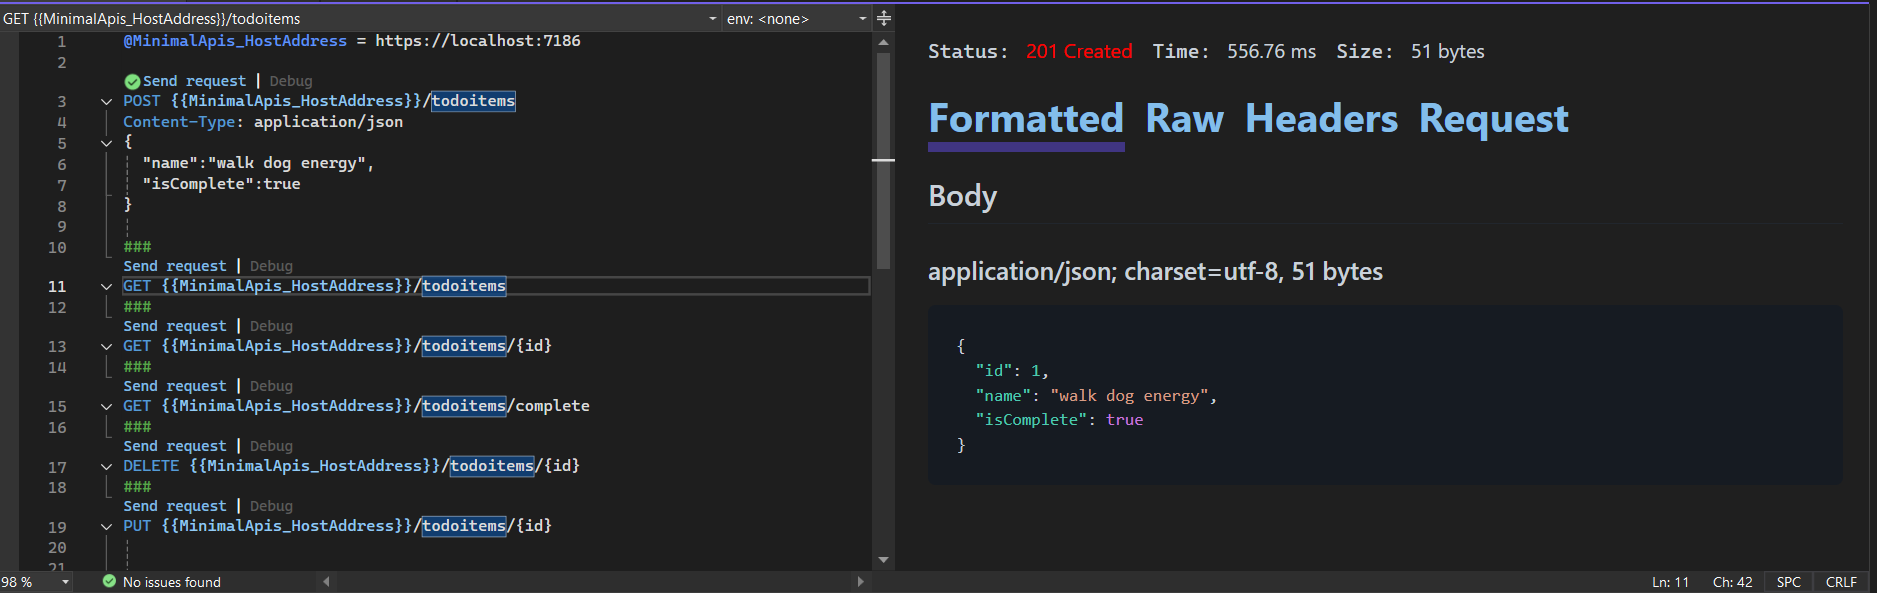 GET {{MinimalApis_HostAddress}}/todoitems
env: <none>
1 @MinimalApis_HostAddress = https://localhost:7186
2
Send request | Debug
3 POST {{MinimalApis_HostAddress}}/todoitems
4 Content-Type: application/json
5 {
6 "name":"walk dog energy",
7 "isComplete":true
8 }
9
10 ###
Send request | Debug
11 GET {{MinimalApis_HostAddress}}/todoitems
12 ###
Send request | Debug
13 GET {{MinimalApis_HostAddress}}/todoitems/{id}
14 ###
Send request | Debug
15 GET {{MinimalApis_HostAddress}}/todoitems/complete
16 ###
Send request | Debug
17 DELETE {{MinimalApis_HostAddress}}/todoitems/{id}
18 ###
Send request | Debug
19 PUT {{MinimalApis_HostAddress}}/todoitems/{id}
20
21
Status: 201 Created Time: 556.76 ms Size: 51 bytes
Formatted Raw Headers Request
Body
application/json; charset=utf-8, 51 bytes
{
"id": 1,
"name": "walk dog energy",
"isComplete": true
}
98 % No issues found Ln: 11 Ch: 42 SPC CRLF